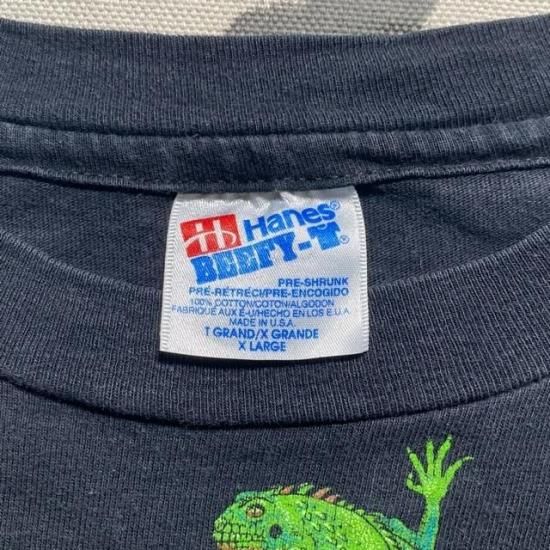 Hanes®
BEEFY-T®
PRE-SHRUNK
PRÉ-RÉTRÉCI/PRE-ENCOGIDO
100% COTTON/COTON/ALGODON
FABRIQUÉ AUX É-U/HECHO EN LOS E.U.A.
MADE IN U.S.A.
T GRAND/X GRANDE
X LARGE